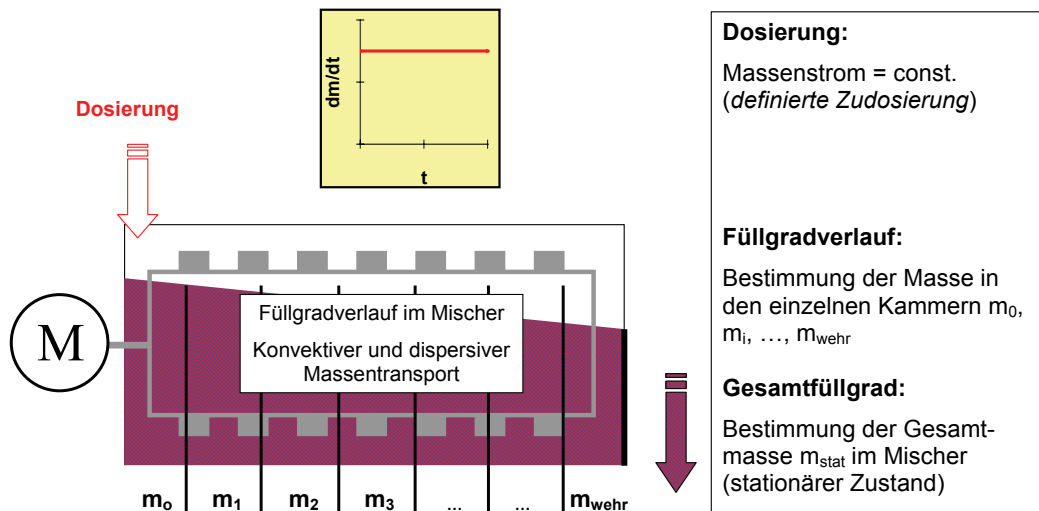 dm/dt
t
Dosierung
M
Füllgradverlauf im Mischer
Konvektiver und dispersiver
Massentransport
mo m1 m2 m3 ... ... mwehr
Dosierung:
Massenstrom = const.
(definierte Zudosierung)
Füllgradverlauf:
Bestimmung der Masse in
den einzelnen Kammern m0,
mi, …, mwehr
Gesamtfüllgrad:
Bestimmung der Gesamt-
masse mstat im Mischer
(stationärer Zustand)